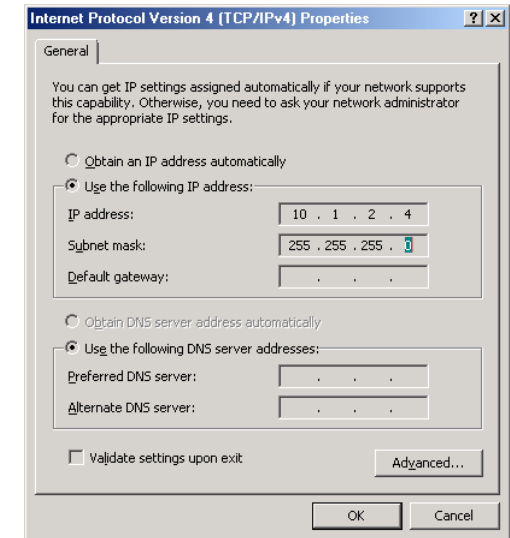 Internet Protocol Version 4 (TCP/IPv4) Properties
General
You can get IP settings assigned automatically if your network supports
this capability. Otherwise, you need to ask your network administrator
for the appropriate IP settings.
Obtain an IP address automatically
Use the following IP address:
IP address: 10 . 1 . 2 . 4
Subnet mask: 255 . 255 . 255 . 0
Default gateway: . . .
Obtain DNS server address automatically
Use the following DNS server addresses:
Preferred DNS server: . . .
Alternate DNS server: . . .
Validate settings upon exit
Advanced...
OK Cancel